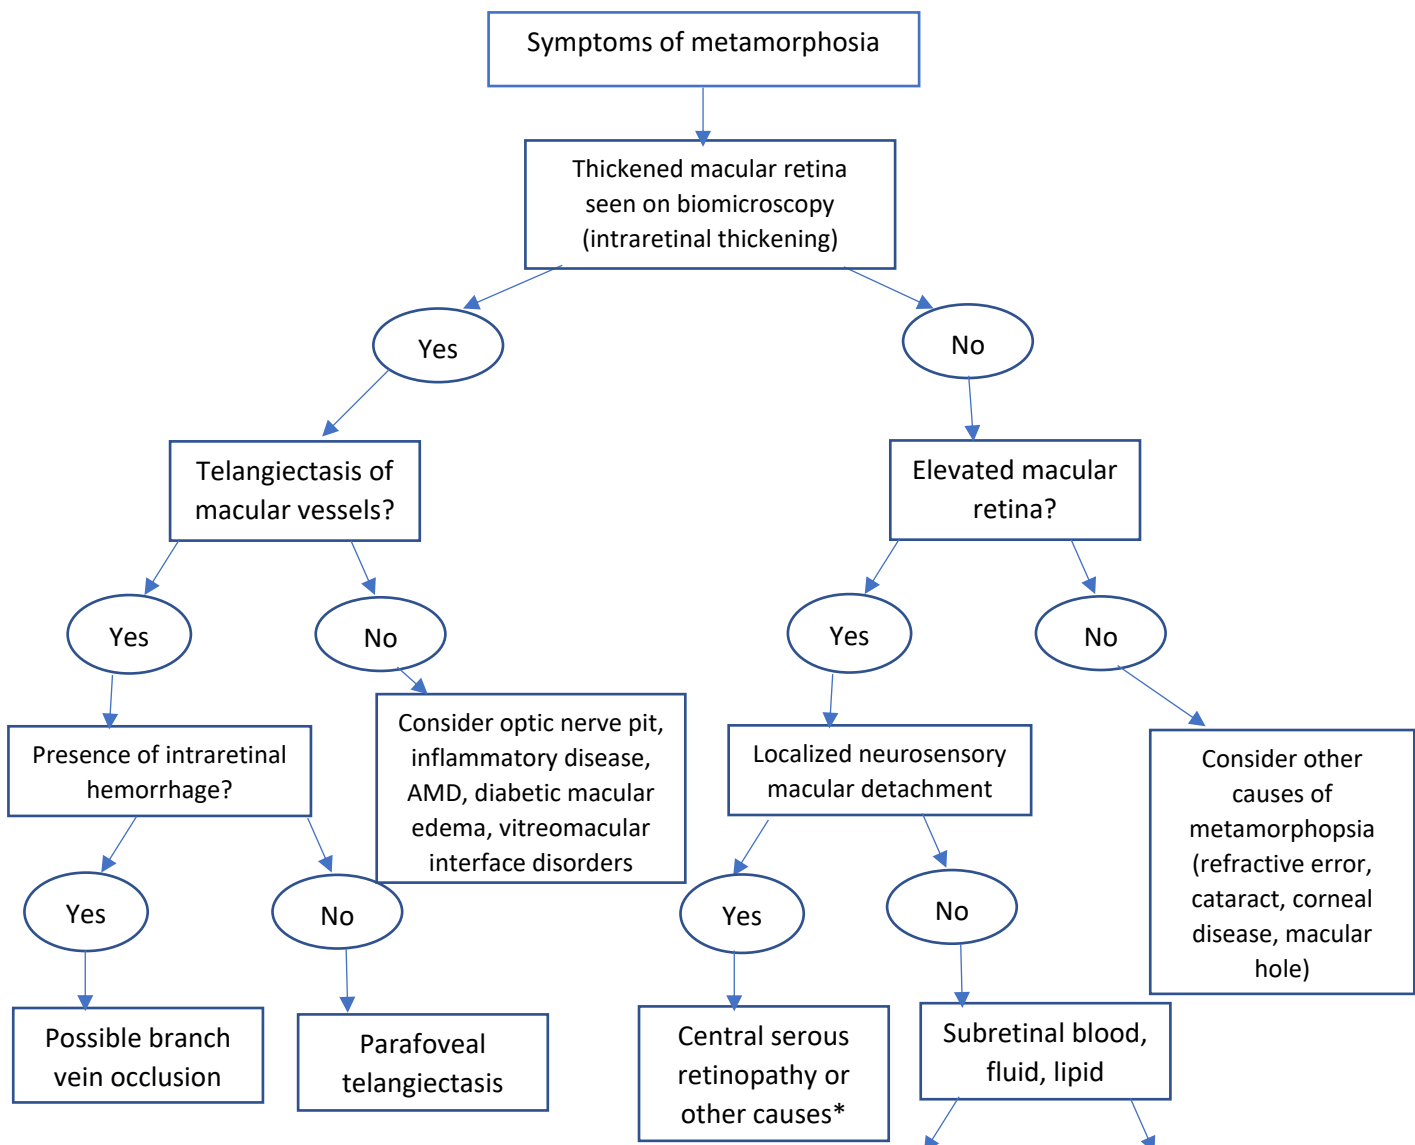 Symptoms of metamorphosia
Thickened macular retina
seen on biomicroscopy
(intraretinal thickening)
Yes
No
Telangiectasis of
macular vessels?
Elevated macular
retina?
Yes
No
Yes
No
Presence of intraretinal
hemorrhage?
Consider optic nerve pit,
inflammatory disease,
AMD, diabetic macular
edema, vitreomacular
interface disorders
Localized neurosensory
macular detachment
Consider other
causes of
metamorphopsia
(refractive error,
cataract, corneal
disease, macular
hole)
Yes
No
Yes
No
Possible branch
vein occlusion
Parafoveal
telangiectasis
Central serous
retinopathy or
other causes*
Subretinal blood,
fluid, lipid